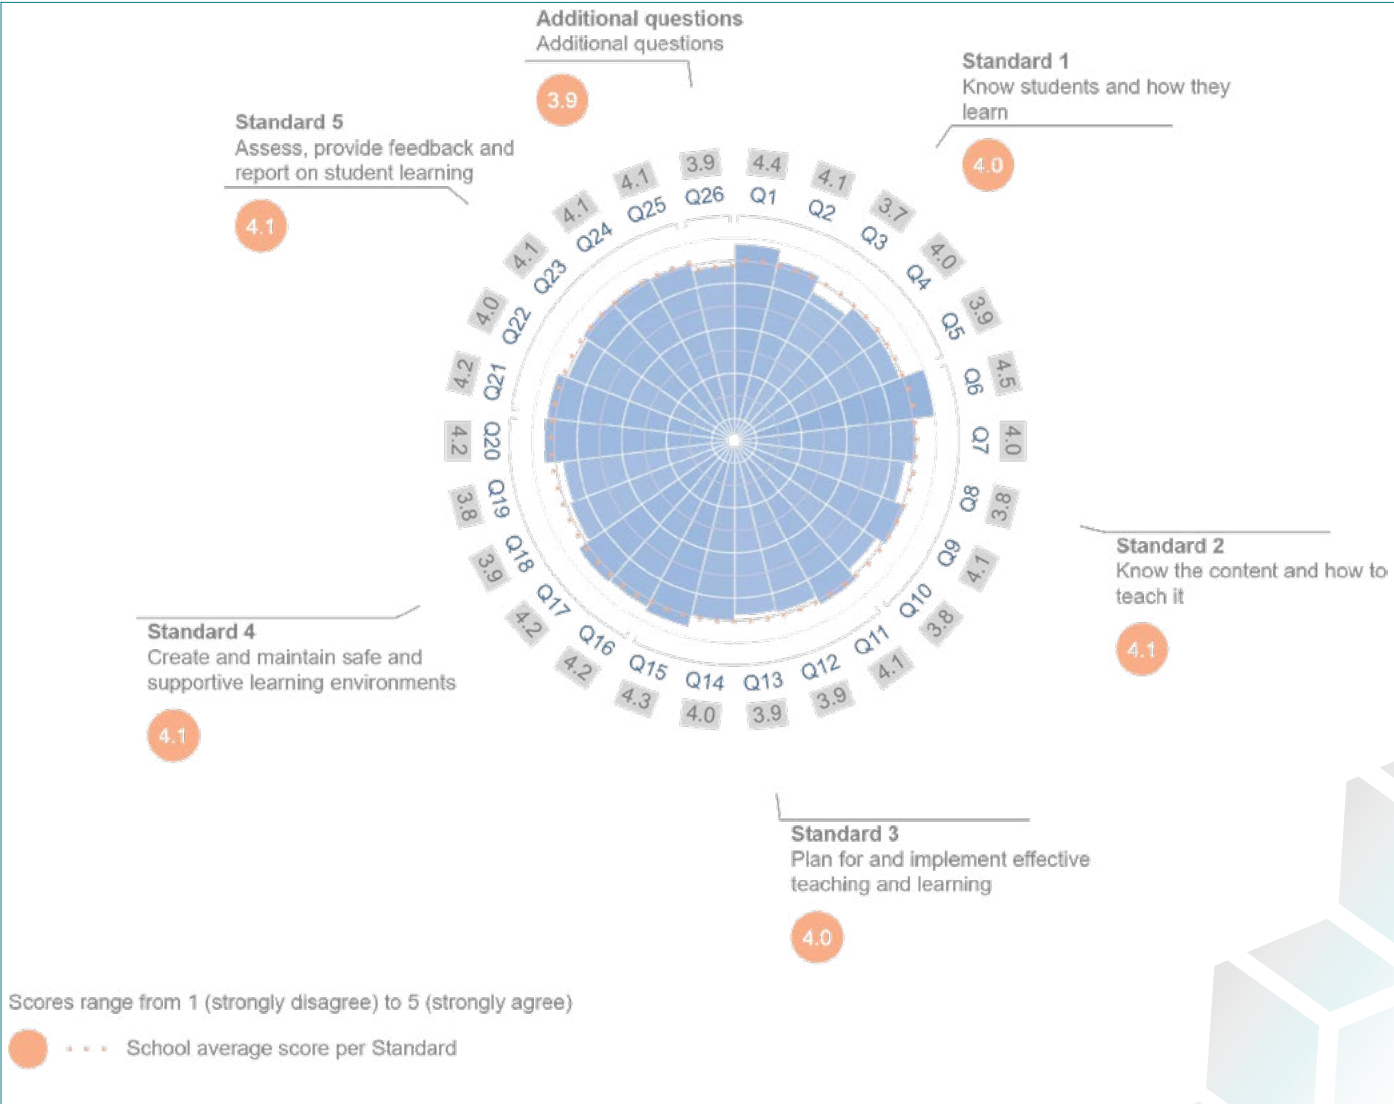 Additional questions
Additional questions
3.9
Standard 1
Know students and how they
learn
4.0
Standard 5
Assess, provide feedback and
report on student learning
4.1
4.4
Q1
4.1
Q2
3.7
Q3
4.0
Q4
3.9
Q5
4.5
Q6
4.0
Q7
3.8
Q8
4.1
Q9
3.8
Q10
4.1
Q11
3.9
Q12
3.9
Q13
4.0
Q14
4.3
Q15
4.2
Q16
4.2
Q17
3.9
Q18
3.8
Q19
4.2
Q20
4.2
Q21
4.0
Q22
4.1
Q23
4.1
Q24
4.1
Q25
3.9
Q26
Standard 2
Know the content and how to
teach it
4.1
Standard 4
Create and maintain safe and
supportive learning environments
4.1
Standard 3
Plan for and implement effective
teaching and learning
4.0
Scores range from 1 (strongly disagree) to 5 (strongly agree)
School average score per Standard